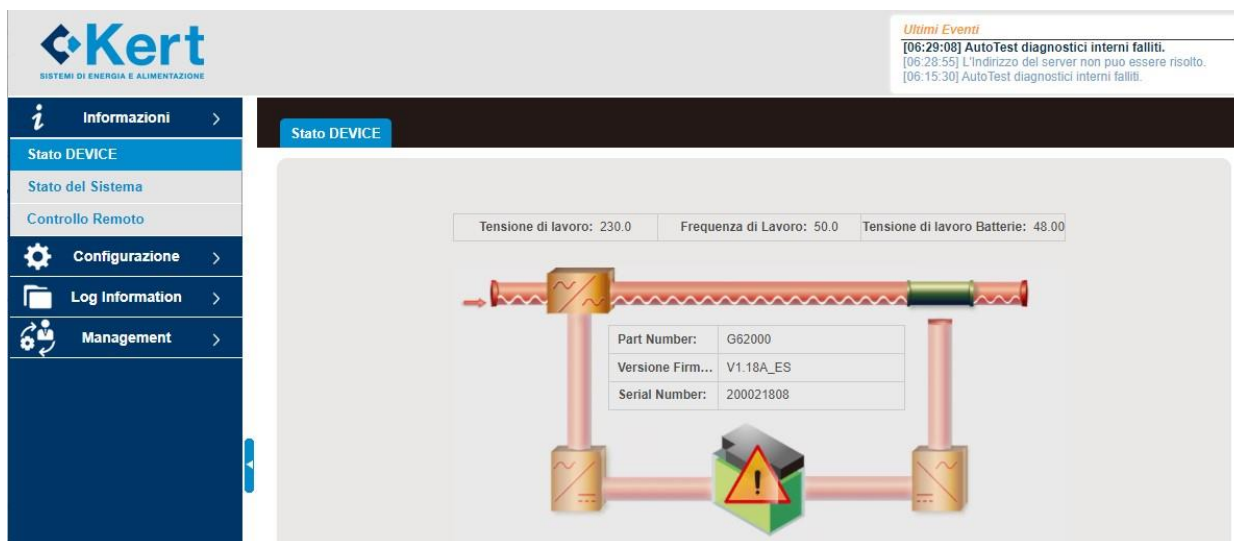 Kert
SISTEMI DI ENERGIA E ALIMENTAZIONE
Ultimi Eventi
[06:29:08] AutoTest diagnostici interni falliti.
[06:28:55] L'Indirizzo del server non puo essere risolto.
[06:15:30] AutoTest diagnostici interni falliti.
Informazioni
Stato DEVICE
Stato del Sistema
Controllo Remoto
Configurazione
Log Information
Management
Stato DEVICE
Tensione di lavoro: 230.0 Frequenza di Lavoro: 50.0 Tensione di lavoro Batterie: 48.00
Part Number: G62000
Versione Firm... V1.18A_ES
Serial Number: 200021808